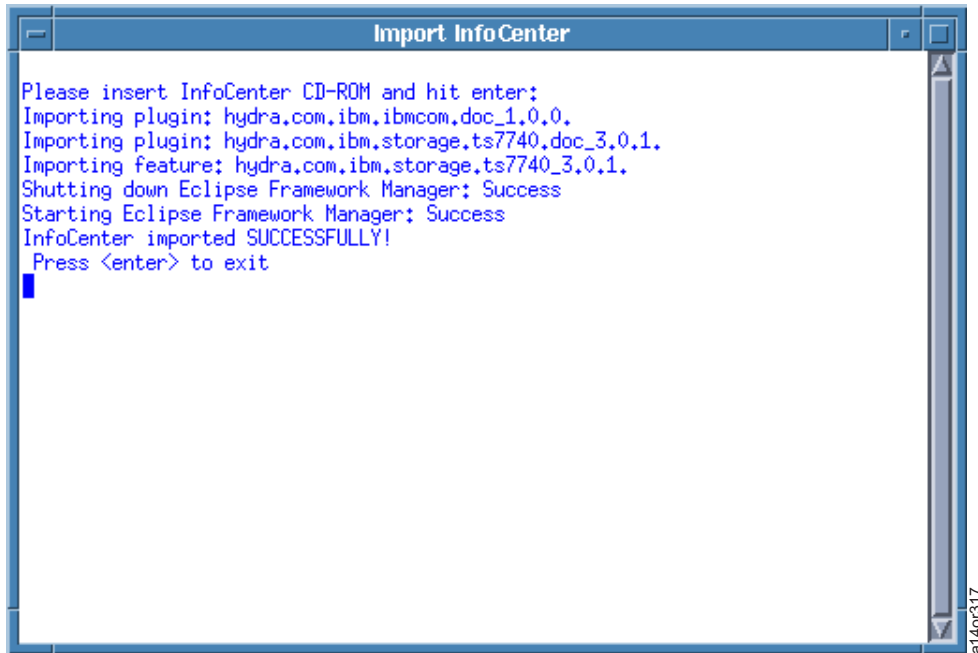 Import InfoCenter
Please insert InfoCenter CD-ROM and hit enter:
Importing plugin: hydra.com.ibm.ibmcom.doc_1.0.0.
Importing plugin: hydra.com.ibm.storage.ts7740.doc_3.0.1.
Importing feature: hydra.com.ibm.storage.ts7740_3.0.1.
Shutting down Eclipse Framework Manager: Success
Starting Eclipse Framework Manager: Success
InfoCenter imported SUCCESSFULLY!
Press <enter> to exit
a14or317